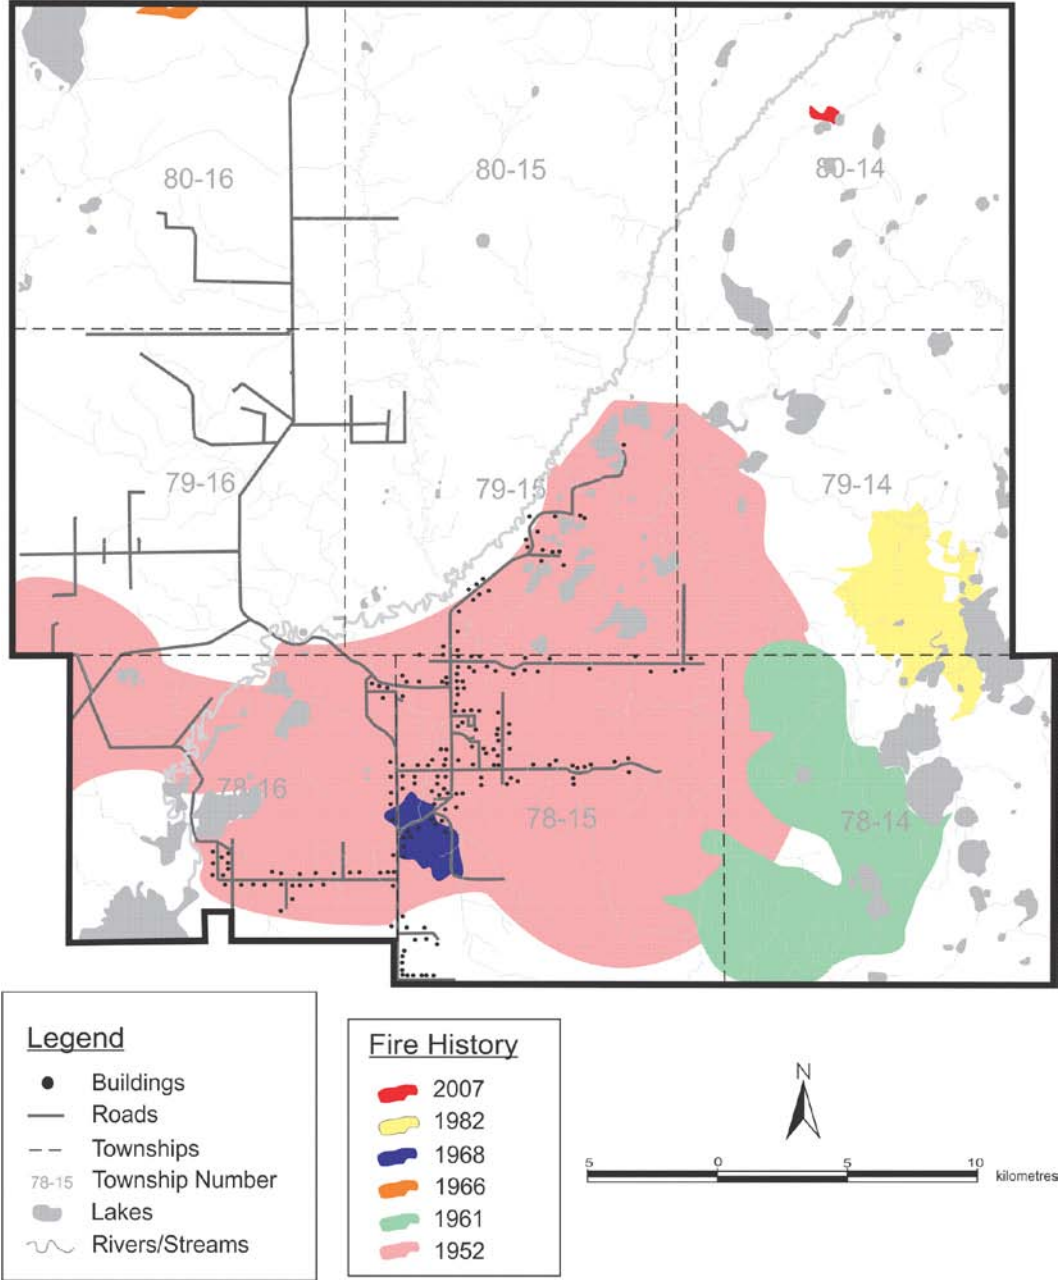 80-16
80-15
80-14
79-16
79-15
79-14
78-16
78-15
78-14
Legend
Buildings
Roads
Townships
78-15 Township Number
Lakes
Rivers/Streams
Fire History
2007
1982
1968
1966
1961
1952
N
5 0 5 10
kilometres